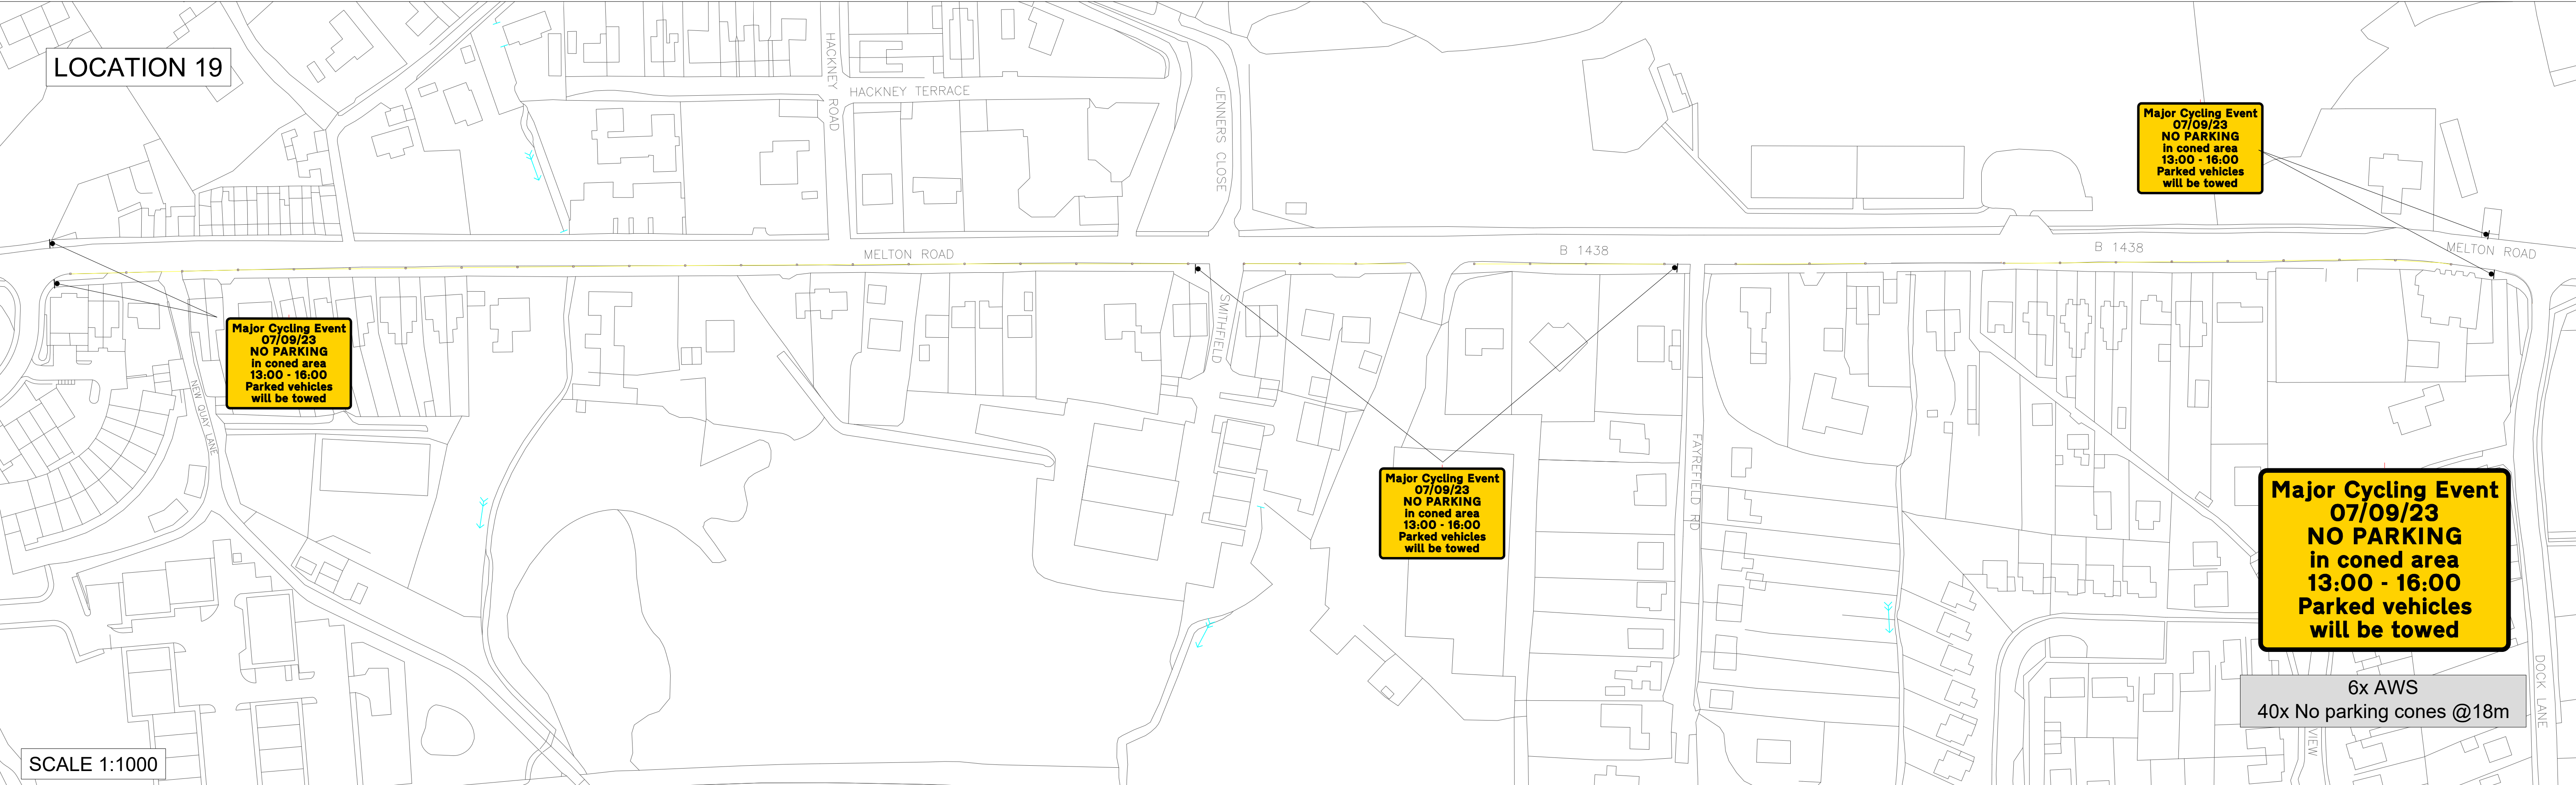 LOCATION 19
HACKNEY ROAD
HACKNEY TERRACE
JENNERS CLOSE
Major Cycling Event
07/09/23
NO PARKING
in coned area
13:00 - 16:00
Parked vehicles
will be towed
MELTON ROAD
B 1438
B 1438
MELTON ROAD
SMITHFIELD
Major Cycling Event
07/09/23
NO PARKING
in coned area
13:00 - 16:00
Parked vehicles
will be towed
NEW QUAY LANE
Major Cycling Event
07/09/23
NO PARKING
in coned area
13:00 - 16:00
Parked vehicles
will be towed
FAYREFIELD RD
Major Cycling Event
07/09/23
NO PARKING
in coned area
13:00 - 16:00
Parked vehicles
will be towed
6x AWS
40x No parking cones @18m
DOCK LANE
VIEW
SCALE 1:1000